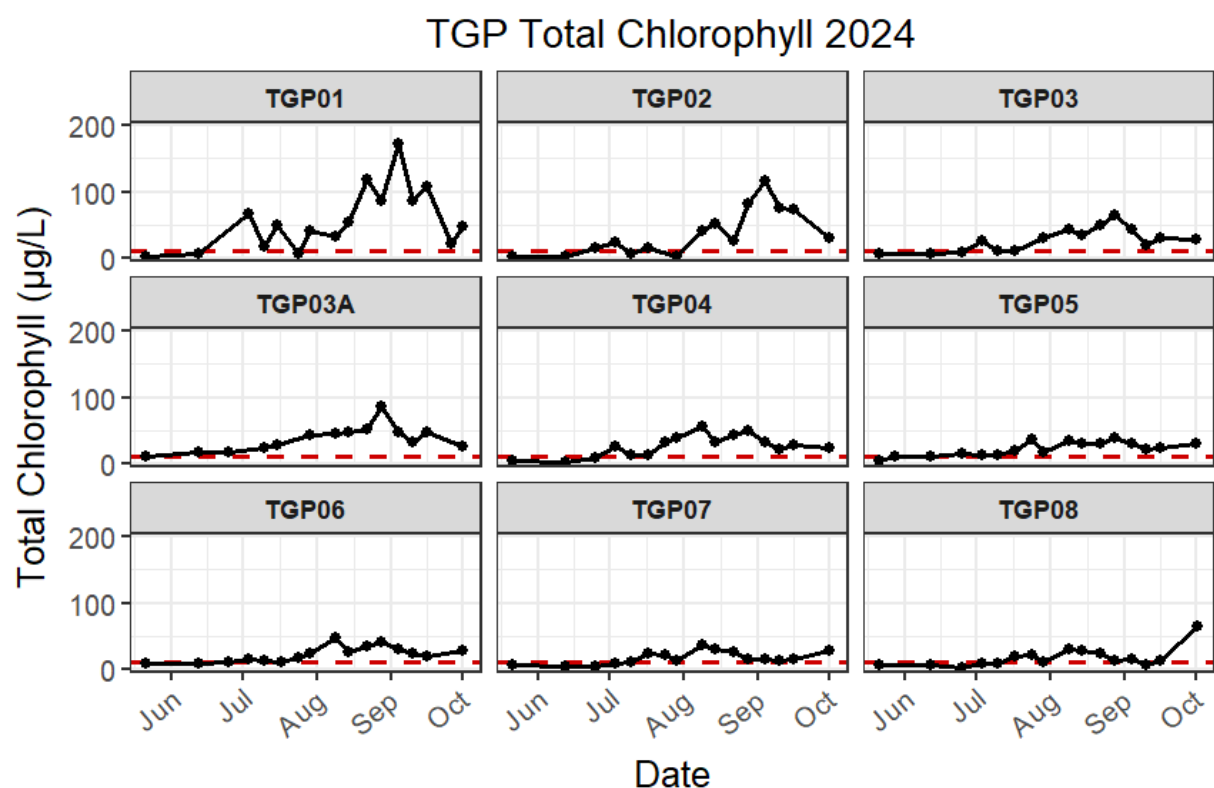 TGP Total Chlorophyll 2024
TGP01 TGP02 TGP03
200
100
0
TGP03A TGP04 TGP05
200
100
0
TGP06 TGP07 TGP08
200
100
0
Total Chlorophyll (µg/L)
Jun Jul Aug Sep Oct Jun Jul Aug Sep Oct Jun Jul Aug Sep Oct
Date